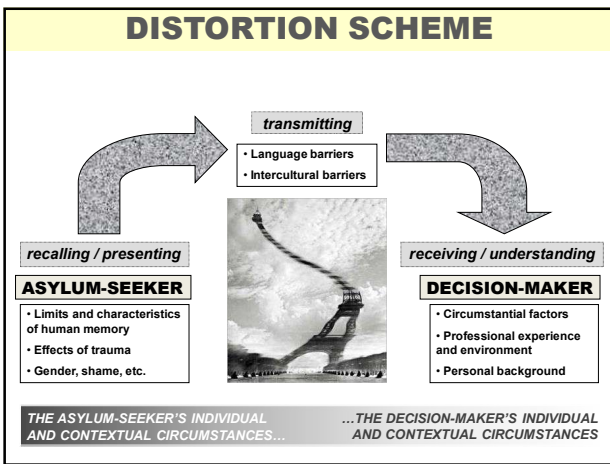 DISTORTION SCHEME
transmitting
• Language barriers
• Intercultural barriers
recalling / presenting
ASYLUM-SEEKER
• Limits and characteristics
of human memory
• Effects of trauma
• Gender, shame, etc.
receiving / understanding
DECISION-MAKER
• Circumstantial factors
• Professional experience
and environment
• Personal background
THE ASYLUM-SEEKER'S INDIVIDUAL
AND CONTEXTUAL CIRCUMSTANCES…
…THE DECISION-MAKER'S INDIVIDUAL
AND CONTEXTUAL CIRCUMSTANCES